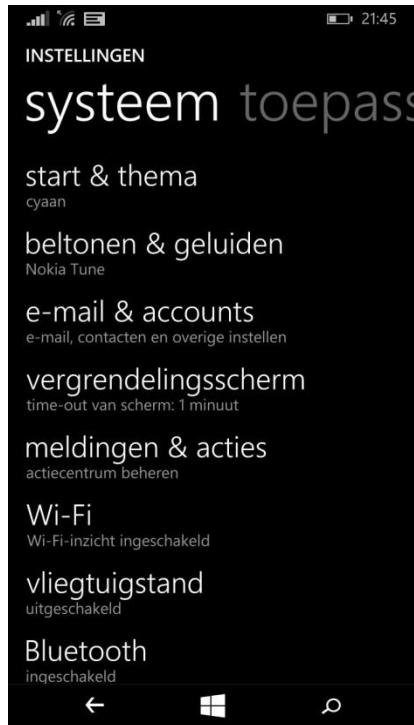 21:45
INSTELLINGEN
systeem toepass
start & thema
cyaan
beltonen & geluiden
Nokia Tune
e-mail & accounts
e-mail, contacten en overige instellen
vergrendelingsscherm
time-out van scherm: 1 minuut
meldingen & acties
actiecentrum beheren
Wi-Fi
Wi-Fi-inzicht ingeschakeld
vliegtuigstand
uitgeschakeld
Bluetooth
ingeschakeld